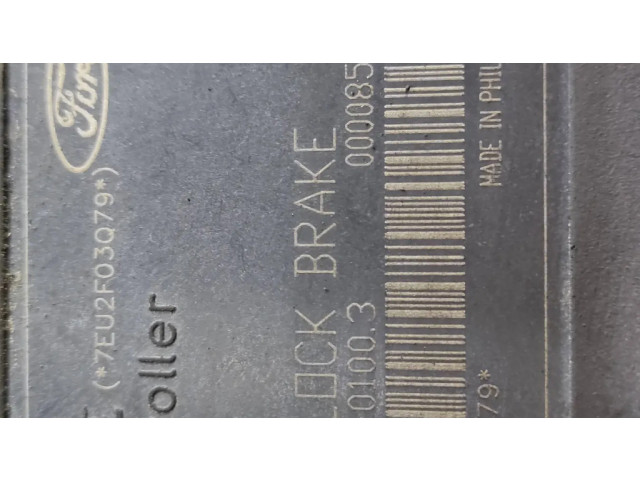 Ford
(*7EU2F03Q79*)
oller
LOCK BRAKE
0100.3 000085
MADE IN PHIL
79*